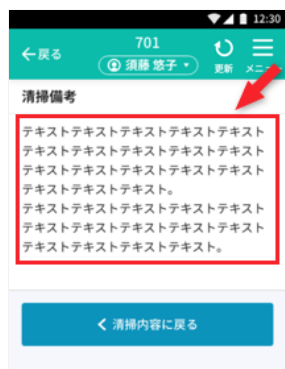 12:30
←戻る
701
須藤 悠子
更新
メニュー
清掃備考
テキストテキストテキストテキストテキスト
テキストテキストテキストテキストテキスト
テキストテキストテキストテキストテキスト
テキストテキストテキスト。
テキストテキストテキストテキストテキスト
テキストテキストテキストテキストテキスト
テキストテキストテキストテキスト。
清掃内容に戻る